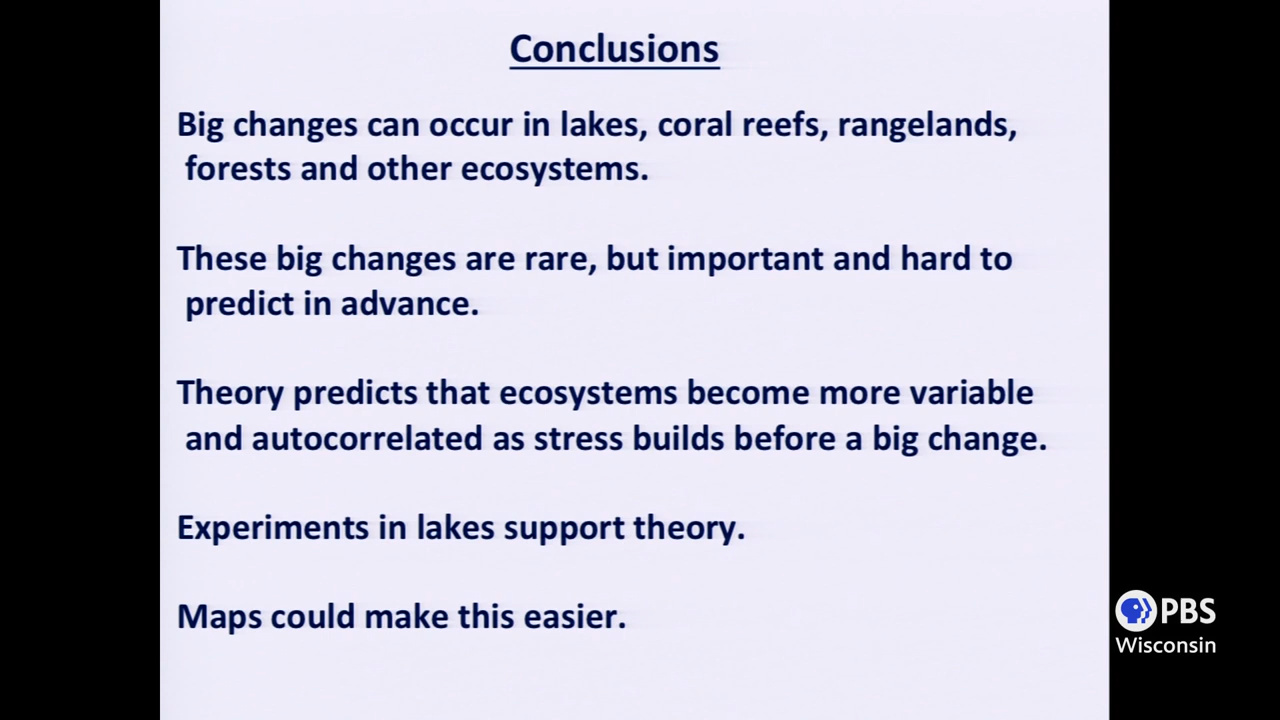 Conclusions
Big changes can occur in lakes, coral reefs, rangelands,
forests and other ecosystems.
These big changes are rare, but important and hard to
predict in advance.
Theory predicts that ecosystems become more variable
and autocorrelated as stress builds before a big change.
Experiments in lakes support theory.
Maps could make this easier.
PBS
Wisconsin